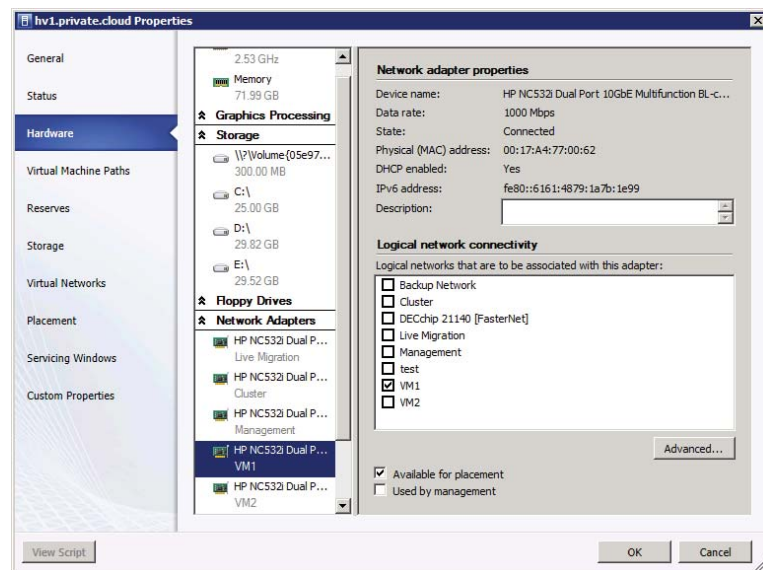 hv1.private.cloud Properties
General
Status
Hardware
Virtual Machine Paths
Reserves
Storage
Virtual Networks
Placement
Servicing Windows
Custom Properties
2.53 GHz
Memory
71.99 GB
Graphics Processing
Storage
\\?\Volume{05e97...
300.00 MB
C:\
25.00 GB
D:\
29.82 GB
E:\
29.52 GB
Floppy Drives
Network Adapters
HP NC532i Dual P...
Live Migration
HP NC532i Dual P...
Cluster
HP NC532i Dual P...
Management
HP NC532i Dual P...
VM1
HP NC532i Dual P...
VM2
Network adapter properties
Device name: HP NC532i Dual Port 10GbE Multifunction BL-c...
Data rate: 1000 Mbps
State: Connected
Physical (MAC) address: 00:17:A4:77:00:62
DHCP enabled: Yes
IPv6 address: fe80::6161:4879:1a7b:1e99
Description:
Logical network connectivity
Logical networks that are to be associated with this adapter:
Backup Network
Cluster
DECchip 21140 [FasterNet]
Live Migration
Management
test
VM1
VM2
Advanced...
Available for placement
Used by management
View Script
OK
Cancel